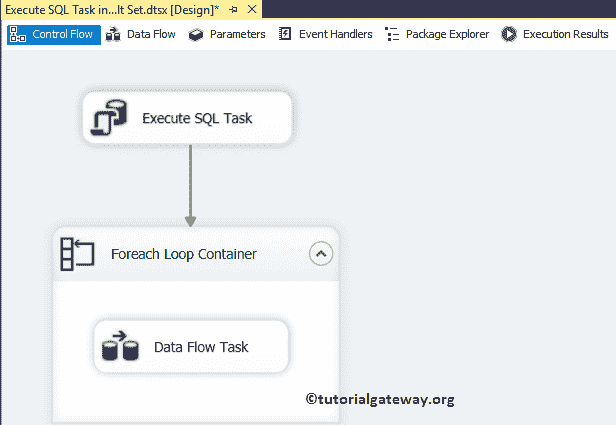 Execute SQL Task in...lt Set.dtsx [Design]*
Control Flow Data Flow Parameters Event Handlers Package Explorer Execution Results
Execute SQL Task
Foreach Loop Container
Data Flow Task
©tutorialgateway.org